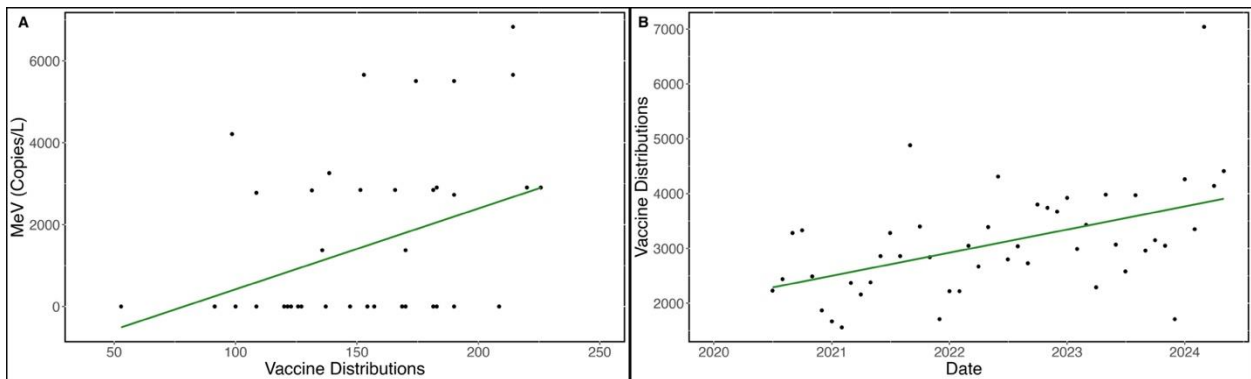 A
MeV (Copies/L)
6000
4000
2000
0
50 100 150 200 250
Vaccine Distributions
B
Vaccine Distributions
7000
6000
5000
4000
3000
2000
2020 2021 2022 2023 2024
Date